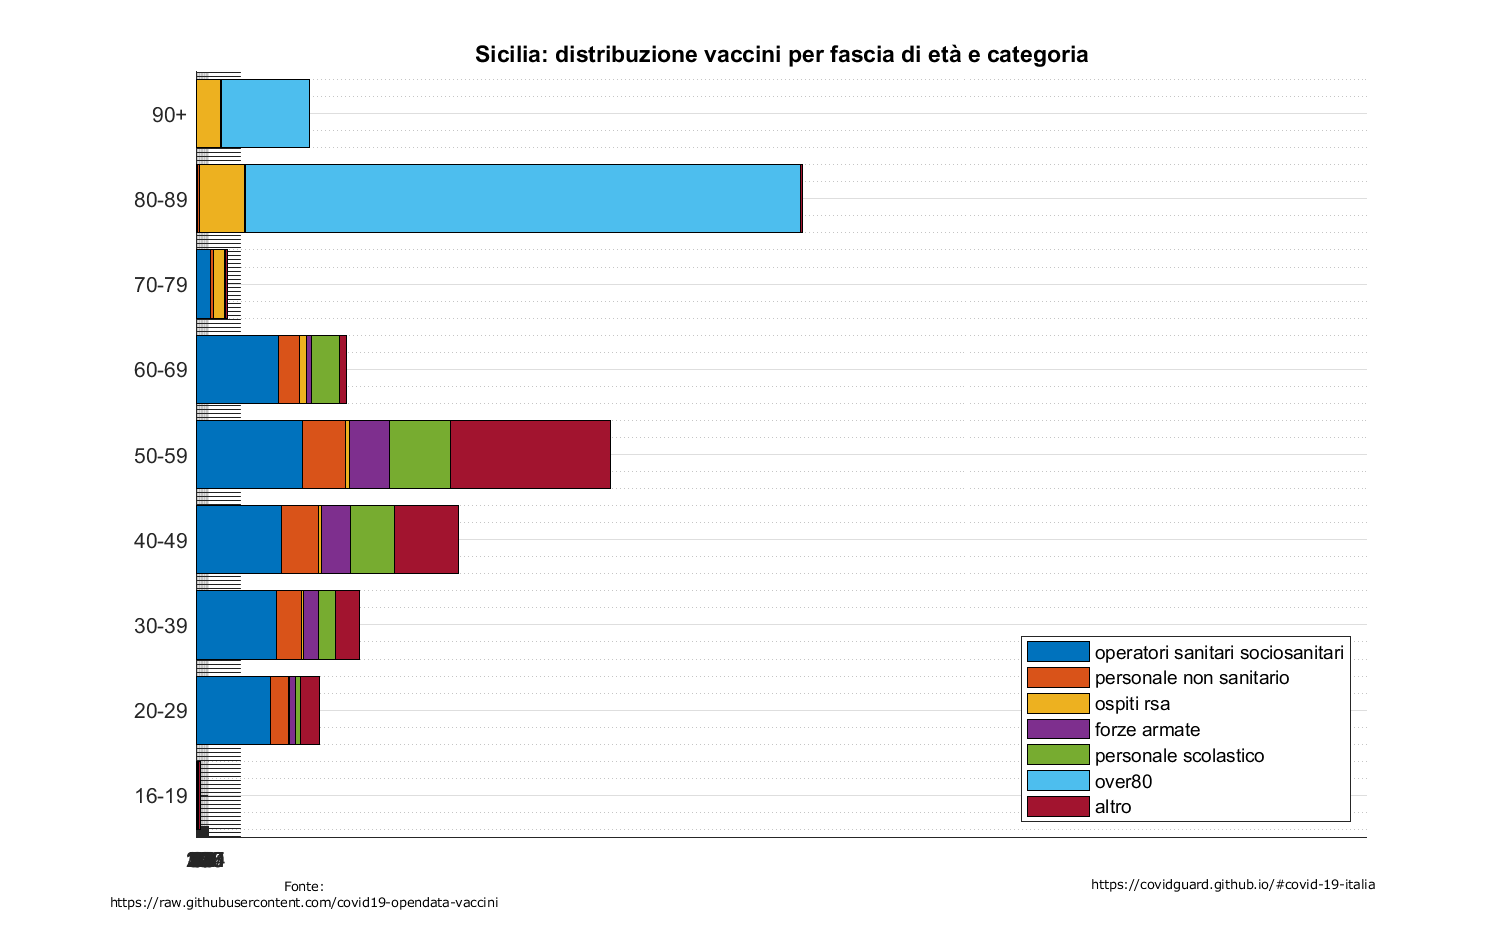 Sicilia: distribuzione vaccini per fascia di età e categoria
90+
80-89
70-79
60-69
50-59
40-49
30-39
20-29
16-19
operatori sanitari sociosanitari
personale non sanitario
ospiti rsa
forze armate
personale scolastico
over80
altro
Fonte:
https://raw.githubusercontent.com/covid19-opendata-vaccini
https://covidguard.github.io/#covid-19-italia